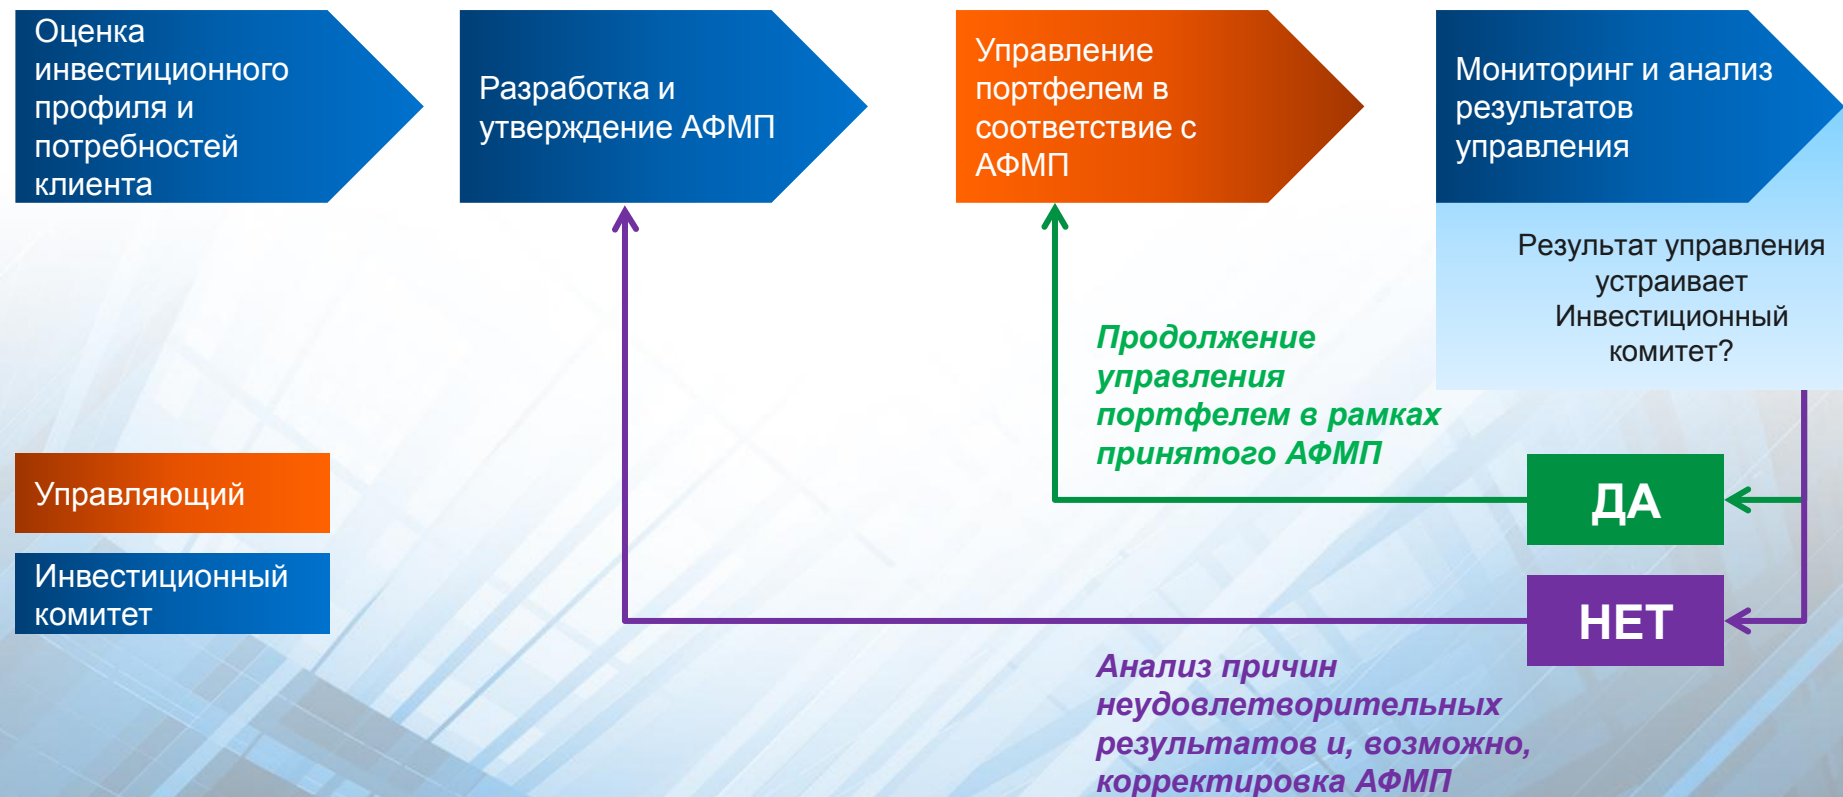 Оценка
инвестиционного
профиля и
потребностей
клиента
Разработка и
утверждение АФМП
Управление
портфелем в
соответствие с
АФМП
Мониторинг и анализ
результатов
управления
Результат управления
устраивает
Инвестиционный
комитет?
Продолжение
управления
портфелем в рамках
принятого АФМП
Управляющий
ДА
Инвестиционный
комитет
НЕТ
Анализ причин
неудовлетворительных
результатов и, возможно,
корректировка АФМП